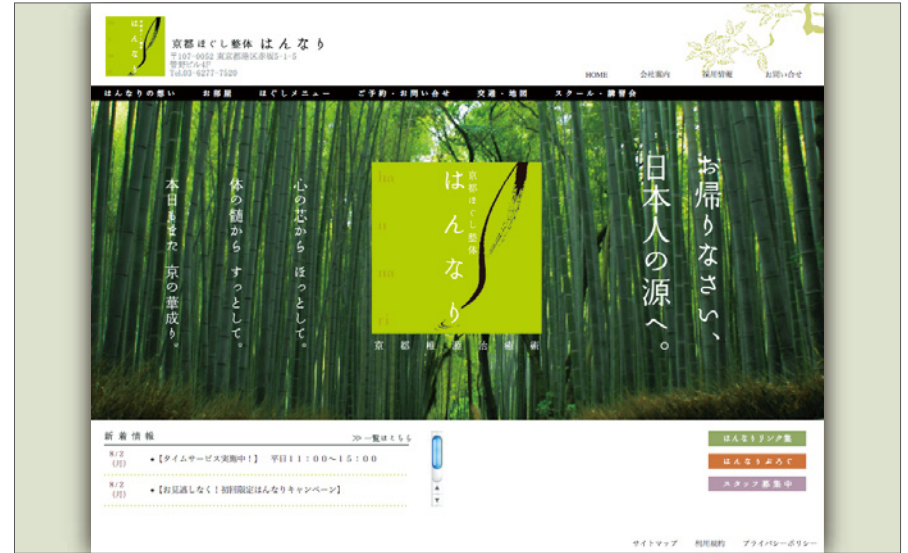 はんなり
京都ほぐし整体 はんなり
〒107-0052 東京都港区赤坂5-1-5
菅野ビル4F
Tel.03-6277-7520
HOME 会社案内 採用情報 お問い合せ
はんなりの想い お部屋 ほぐしメニュー ご予約・お問い合せ 交通・地図 スクール・講習会
お帰りなさい、
日本人の源へ。
京都ほぐし整体
はんなり
ha
n
na
ri
心の芯から ほっとして。
体の髄から すっとして。
本日もまた 京の華成り。
新着情報 ≫一覧はこちら
8/2
(月)
●【タイムサービス実施中!】 平日11:00~15:00
8/2
(月)
●【お見逃しなく!初回限定はんなりキャンペーン】
はんなりリンク集
はんなりぶろぐ
スタッフ募集中
サイトマップ 利用規約 プライバシーポリシー